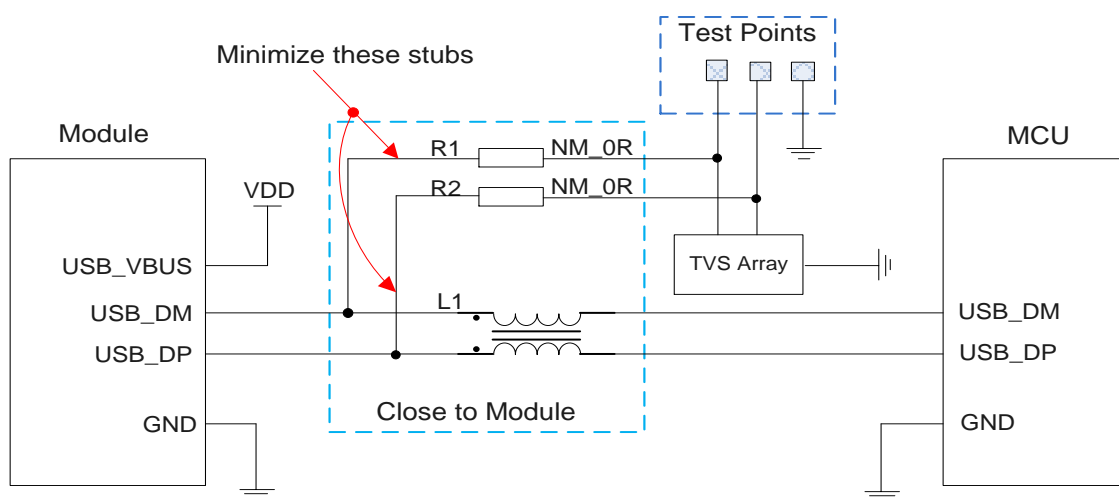 Test Points
Minimize these stubs
Module
MCU
R1 NM_0R
R2 NM_0R
VDD
TVS Array
USB_VBUS
L1
USB_DM
USB_DM
USB_DP
USB_DP
Close to Module
GND
GND